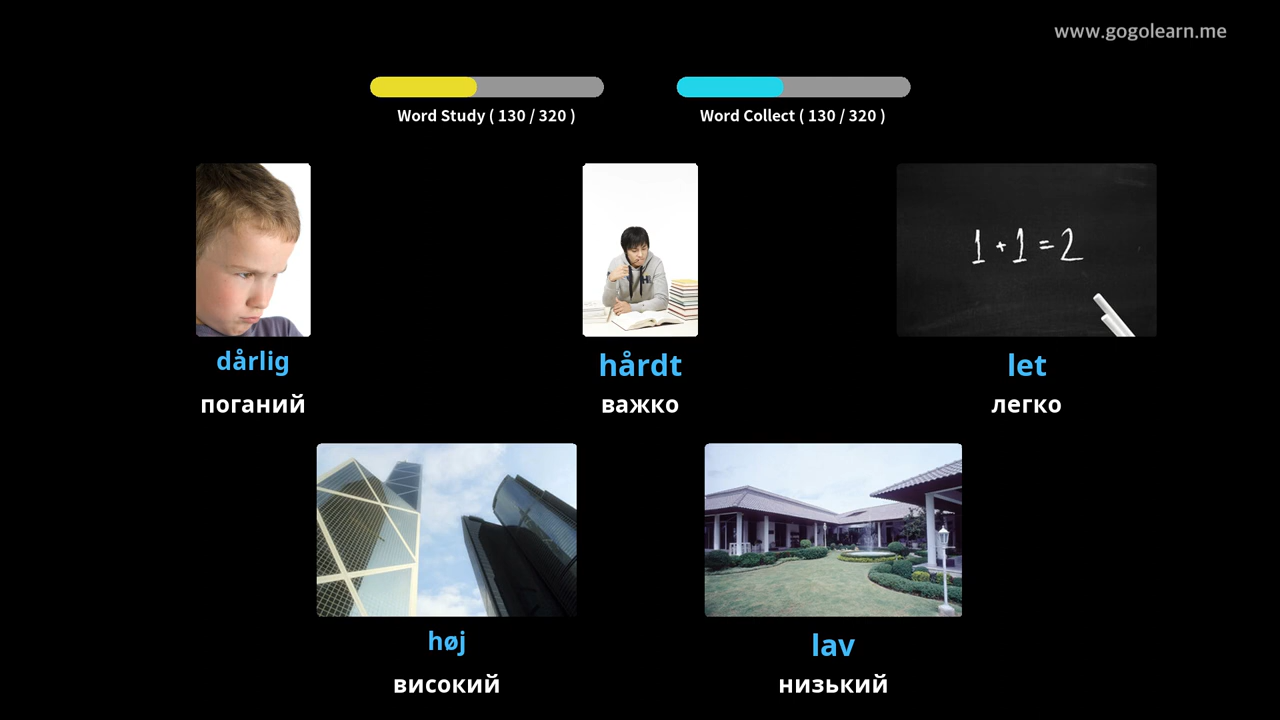 www.gogolearn.me
Word Study ( 130 / 320 )
Word Collect ( 130 / 320 )
1 + 1 = 2
dårlig
hårdt
let
поганий
важко
легко
høj
lav
високий
низький